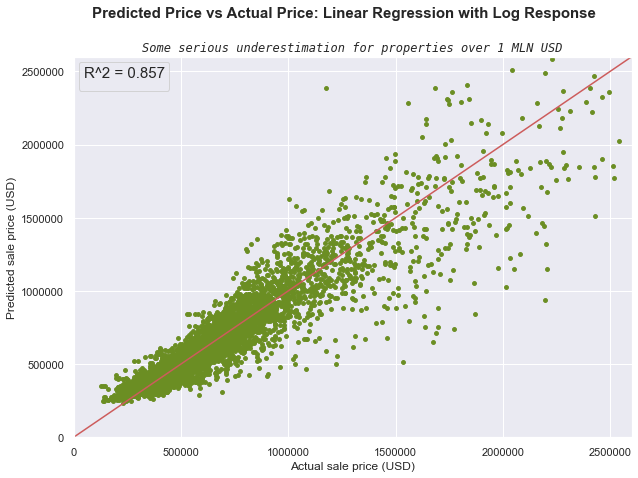 Predicted Price vs Actual Price: Linear Regression with Log Response
Some serious underestimation for properties over 1 MLN USD
R^2 = 0.857
2500000
2000000
1500000
1000000
500000
0
Predicted sale price (USD)
0 500000 1000000 1500000 2000000 2500000
Actual sale price (USD)